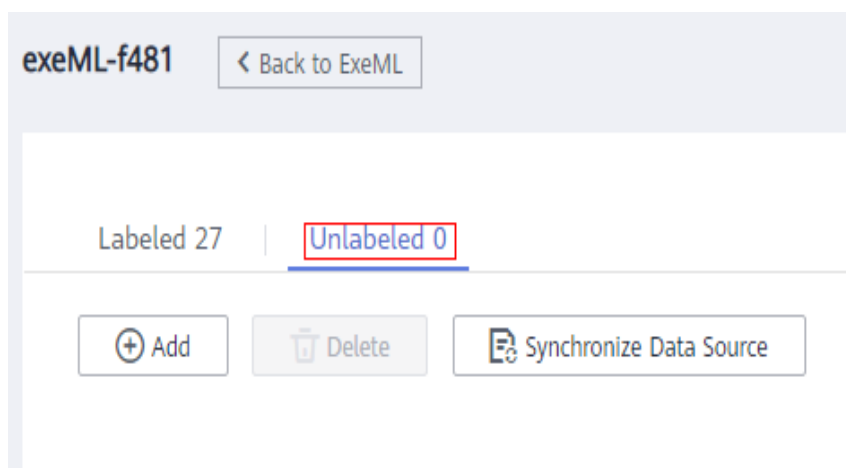 exeML-f481 < Back to ExeML
Labeled 27 Unlabeled 0
Add Delete Synchronize Data Source